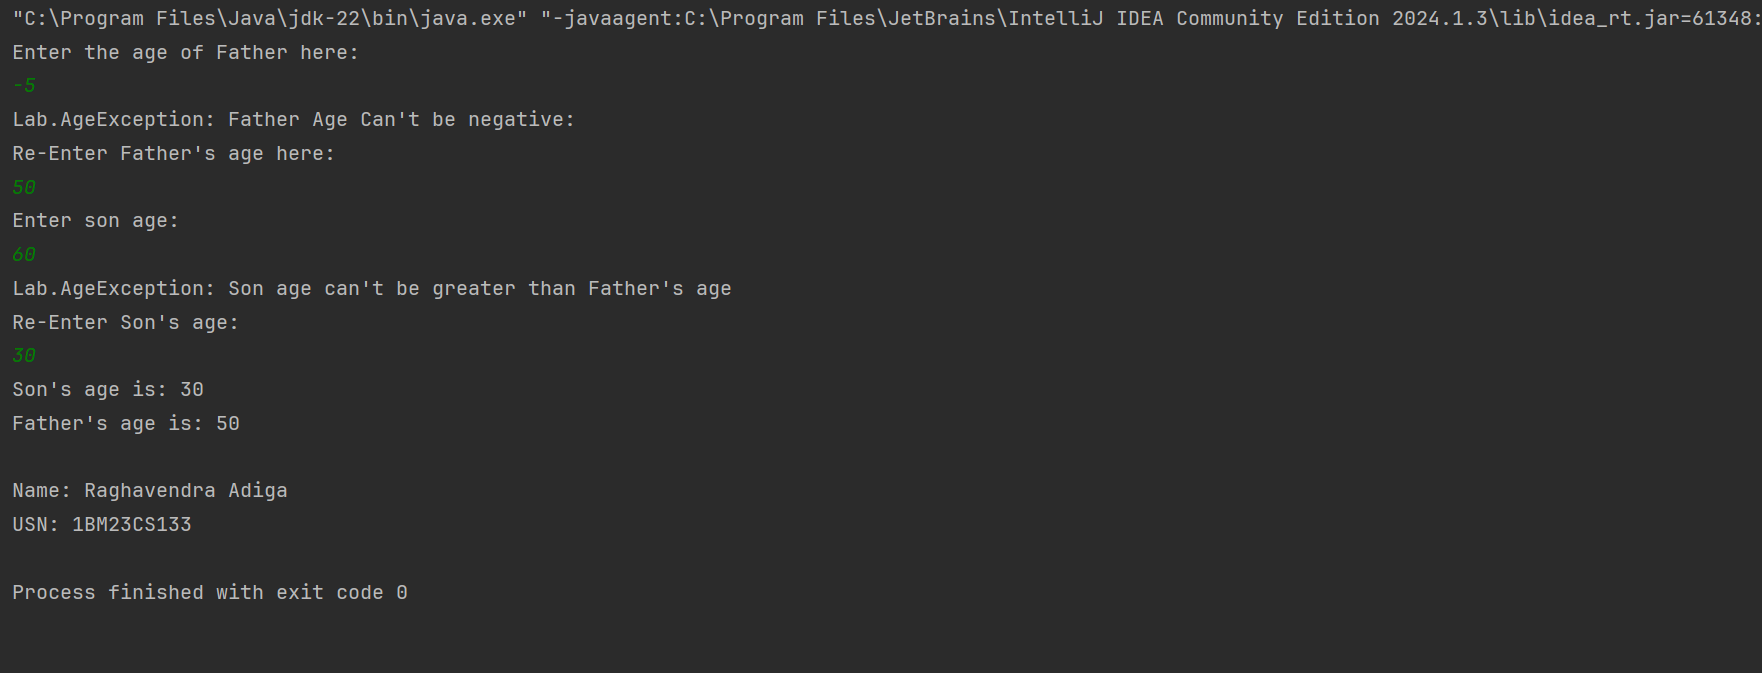 "C:\Program Files\Java\jdk-22\bin\java.exe" "-javaagent:C:\Program Files\JetBrains\IntelliJ IDEA Community Edition 2024.1.3\lib\idea_rt.jar=61348:
Enter the age of Father here:
-5
Lab.AgeException: Father Age Can't be negative:
Re-Enter Father's age here:
50
Enter son age:
60
Lab.AgeException: Son age can't be greater than Father's age
Re-Enter Son's age:
30
Son's age is: 30
Father's age is: 50
Name: Raghavendra Adiga
USN: 1BM23CS133
Process finished with exit code 0